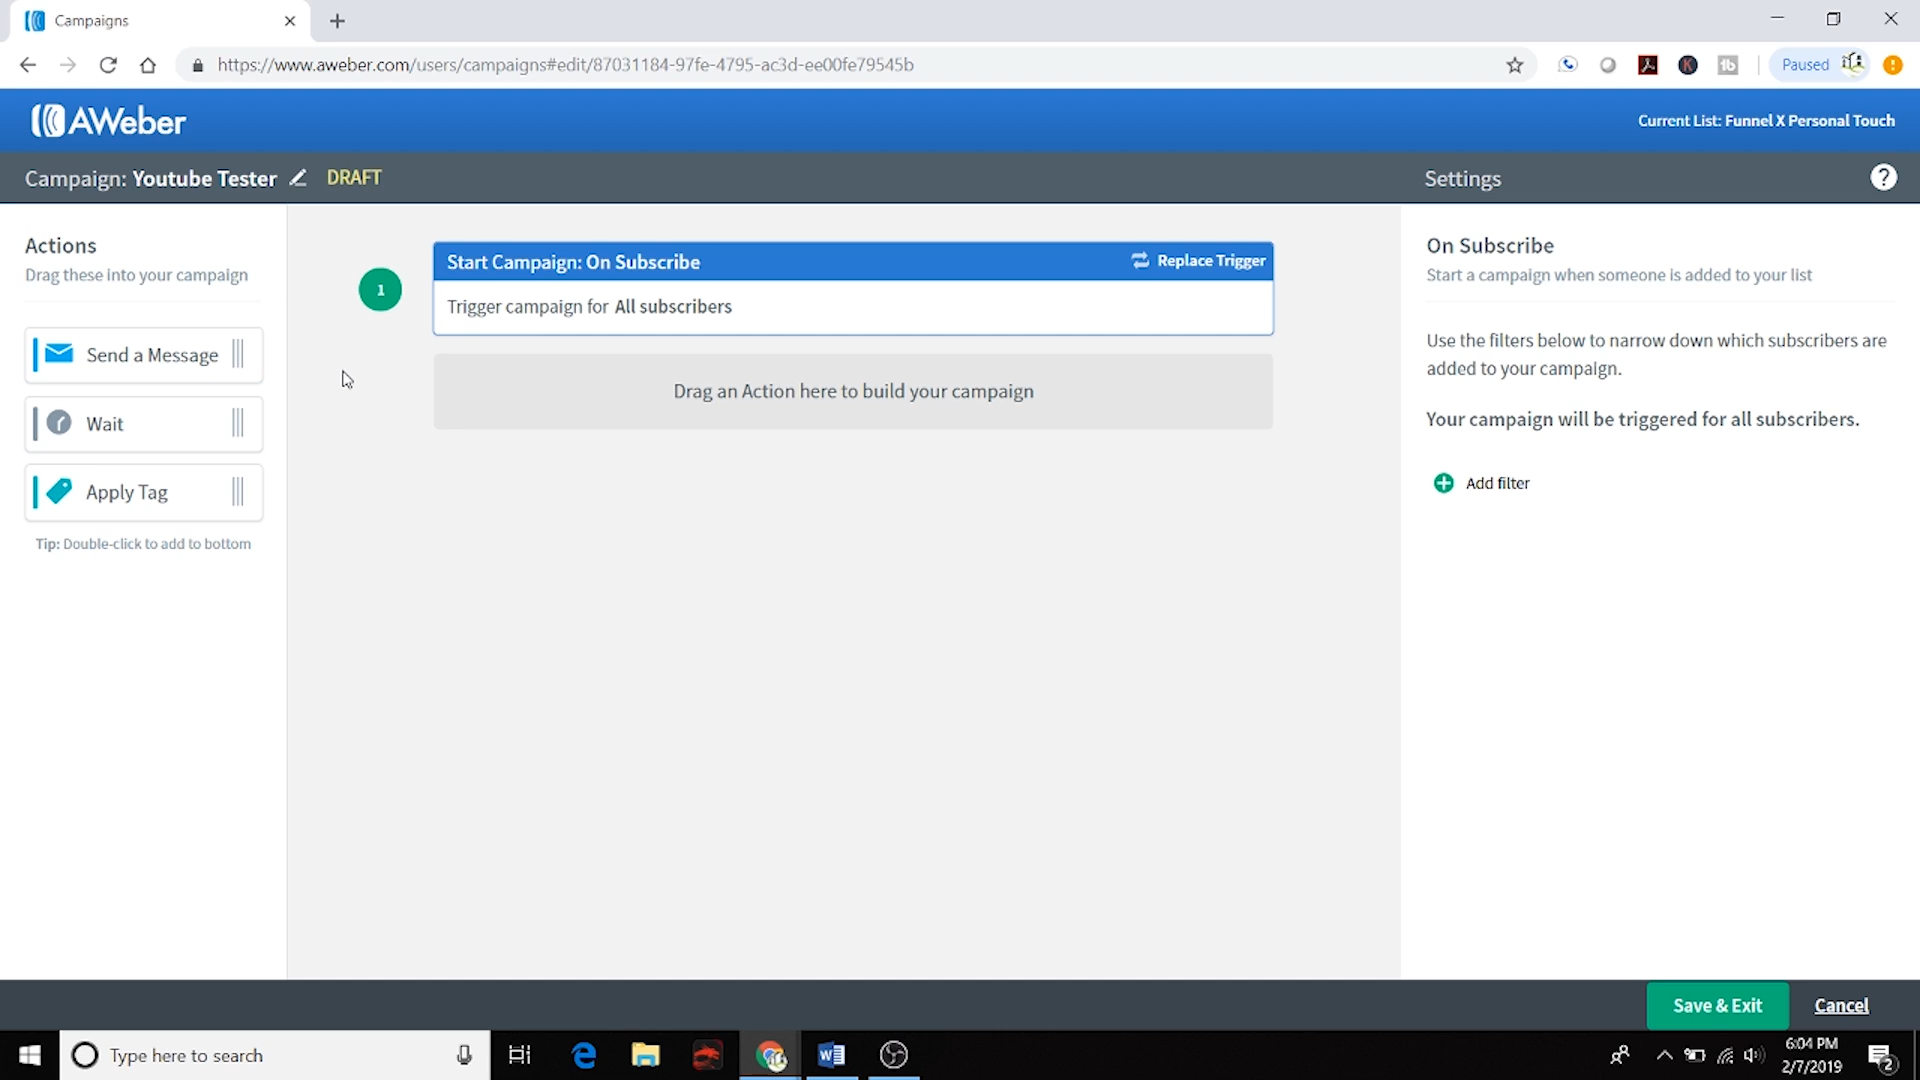 Campaigns
https://www.aweber.com/users/campaigns#edit/87031184-97fe-4795-ac3d-ee00fe79545b
Paused
AWeber
Current List: Funnel X Personal Touch
Campaign: Youtube Tester
DRAFT
Settings
?
Actions
Drag these into your campaign
Send a Message
Wait
Apply Tag
Tip: Double-click to add to bottom
1
Start Campaign: On Subscribe
Replace Trigger
Trigger campaign for All subscribers
Drag an Action here to build your campaign
On Subscribe
Start a campaign when someone is added to your list
Use the filters below to narrow down which subscribers are
added to your campaign.
Your campaign will be triggered for all subscribers.
Add filter
Save & Exit
Cancel
Type here to search
6:04 PM
2/7/2019
2